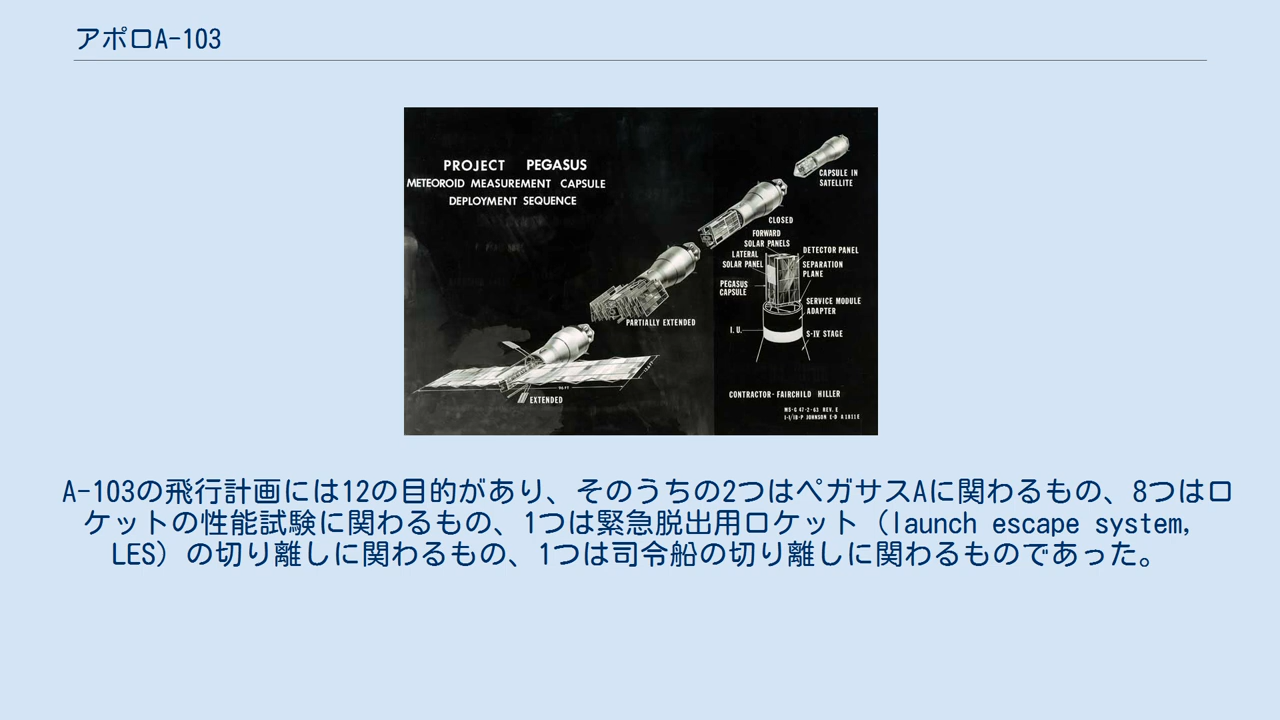 アポロA-103
PROJECT PEGASUS
METEOROID MEASUREMENT CAPSULE
DEPLOYMENT SEQUENCE
CAPSULE IN
SATELLITE
CLOSED
FORWARD
SOLAR PANELS
LATERAL
SOLAR PANEL
DETECTOR PANEL
SEPARATION
PLANE
PEGASUS
CAPSULE
SERVICE MODULE
ADAPTER
I.U.
S-IV STAGE
PARTIALLY EXTENDED
96 FT
EXTENDED
CONTRACTOR-FAIRCHILD HILLER
MS-G 47-2-63 REV. E
A-103の飛行計画には12の目的があり、そのうちの2つはペガサスAに関わるもの、8つはロ
ケットの性能試験に関わるもの、1つは緊急脱出用ロケット（launch escape system,
LES）の切り離しに関わるもの、1つは司令船の切り離しに関わるものであった。